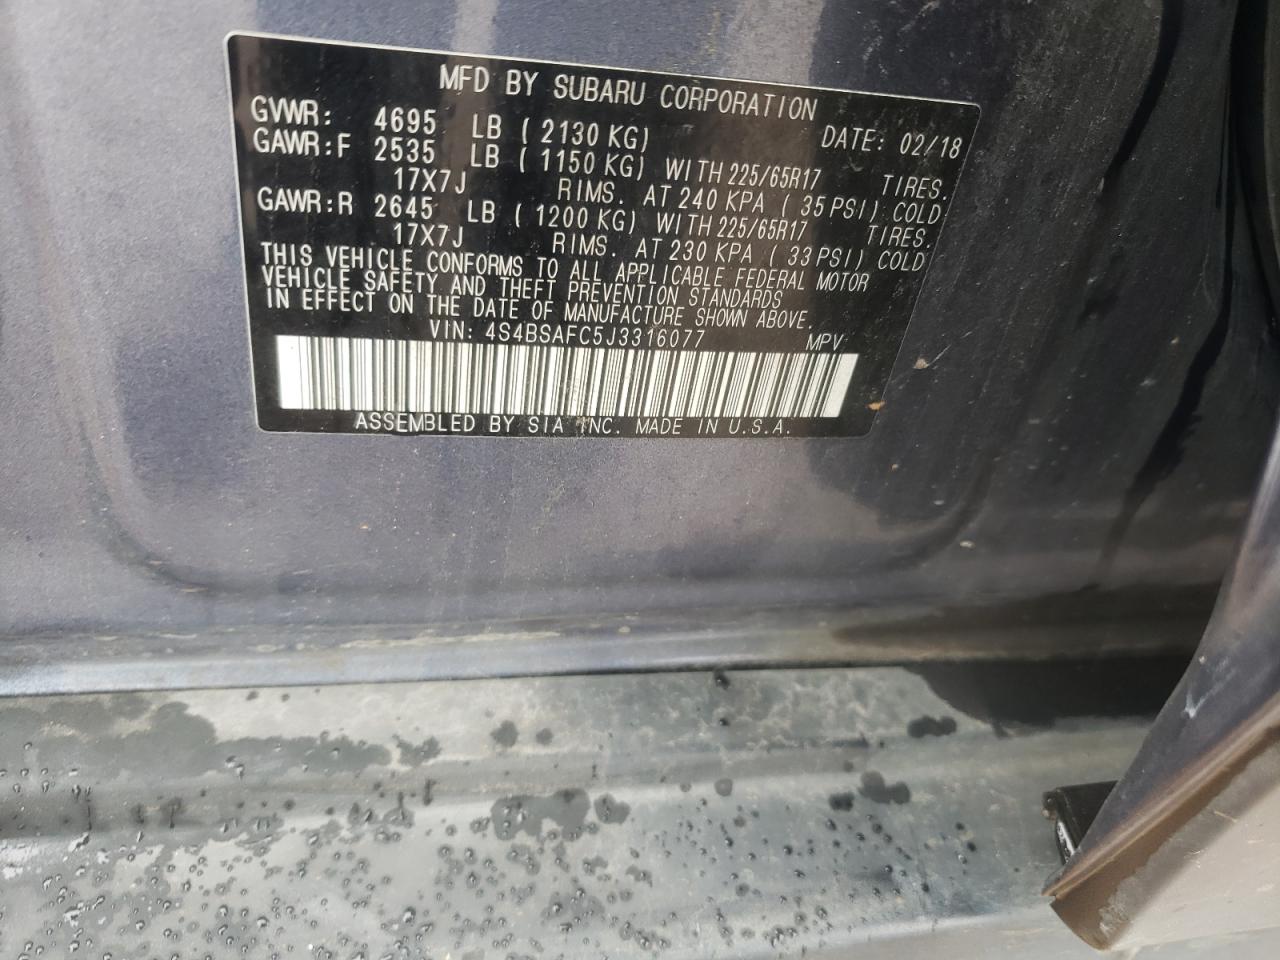 MFD BY SUBARU CORPORATION
GVWR: 4695 LB ( 2130 KG) DATE: 02/18
GAWR:F 2535 LB ( 1150 KG) WITH 225/65R17 TIRES.
17X7J RIMS. AT 240 KPA ( 35 PSI) COLD
GAWR:R 2645 LB ( 1200 KG) WITH 225/65R17 TIRES.
17X7J RIMS. AT 230 KPA ( 33 PSI) COLD
THIS VEHICLE CONFORMS TO ALL APPLICABLE FEDERAL MOTOR
VEHICLE SAFETY AND THEFT PREVENTION STANDARDS
IN EFFECT ON THE DATE OF MANUFACTURE SHOWN ABOVE.
VIN: 4S4BSAFC5J3316077 MPV
ASSEMBLED BY SIA INC. MADE IN U.S.A.